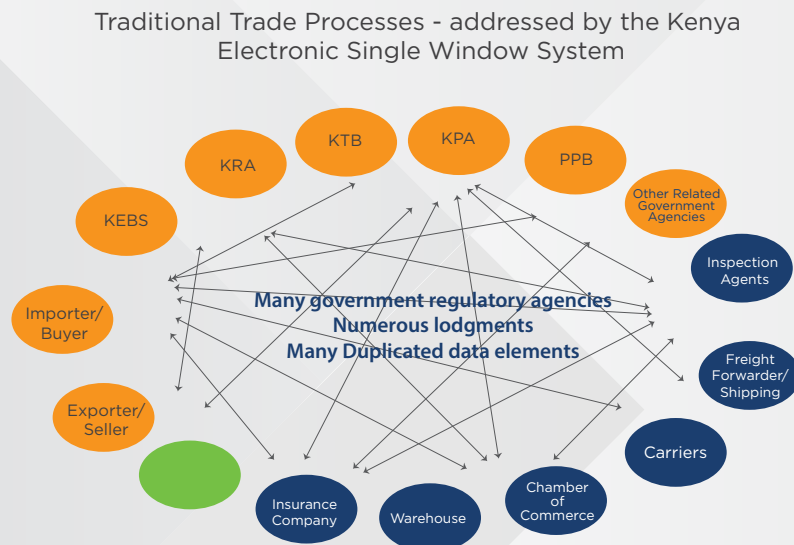 Traditional Trade Processes - addressed by the Kenya
Electronic Single Window System
KTB
KPA
KRA
PPB
Other Related
Government
Agencies
KEBS
Inspection
Agents
Importer/
Buyer
Many government regulatory agencies
Numerous lodgments
Many Duplicated data elements
Freight
Forwarder/
Shipping
Exporter/
Seller
Carriers
Insurance
Company
Warehouse
Chamber
of
Commerce